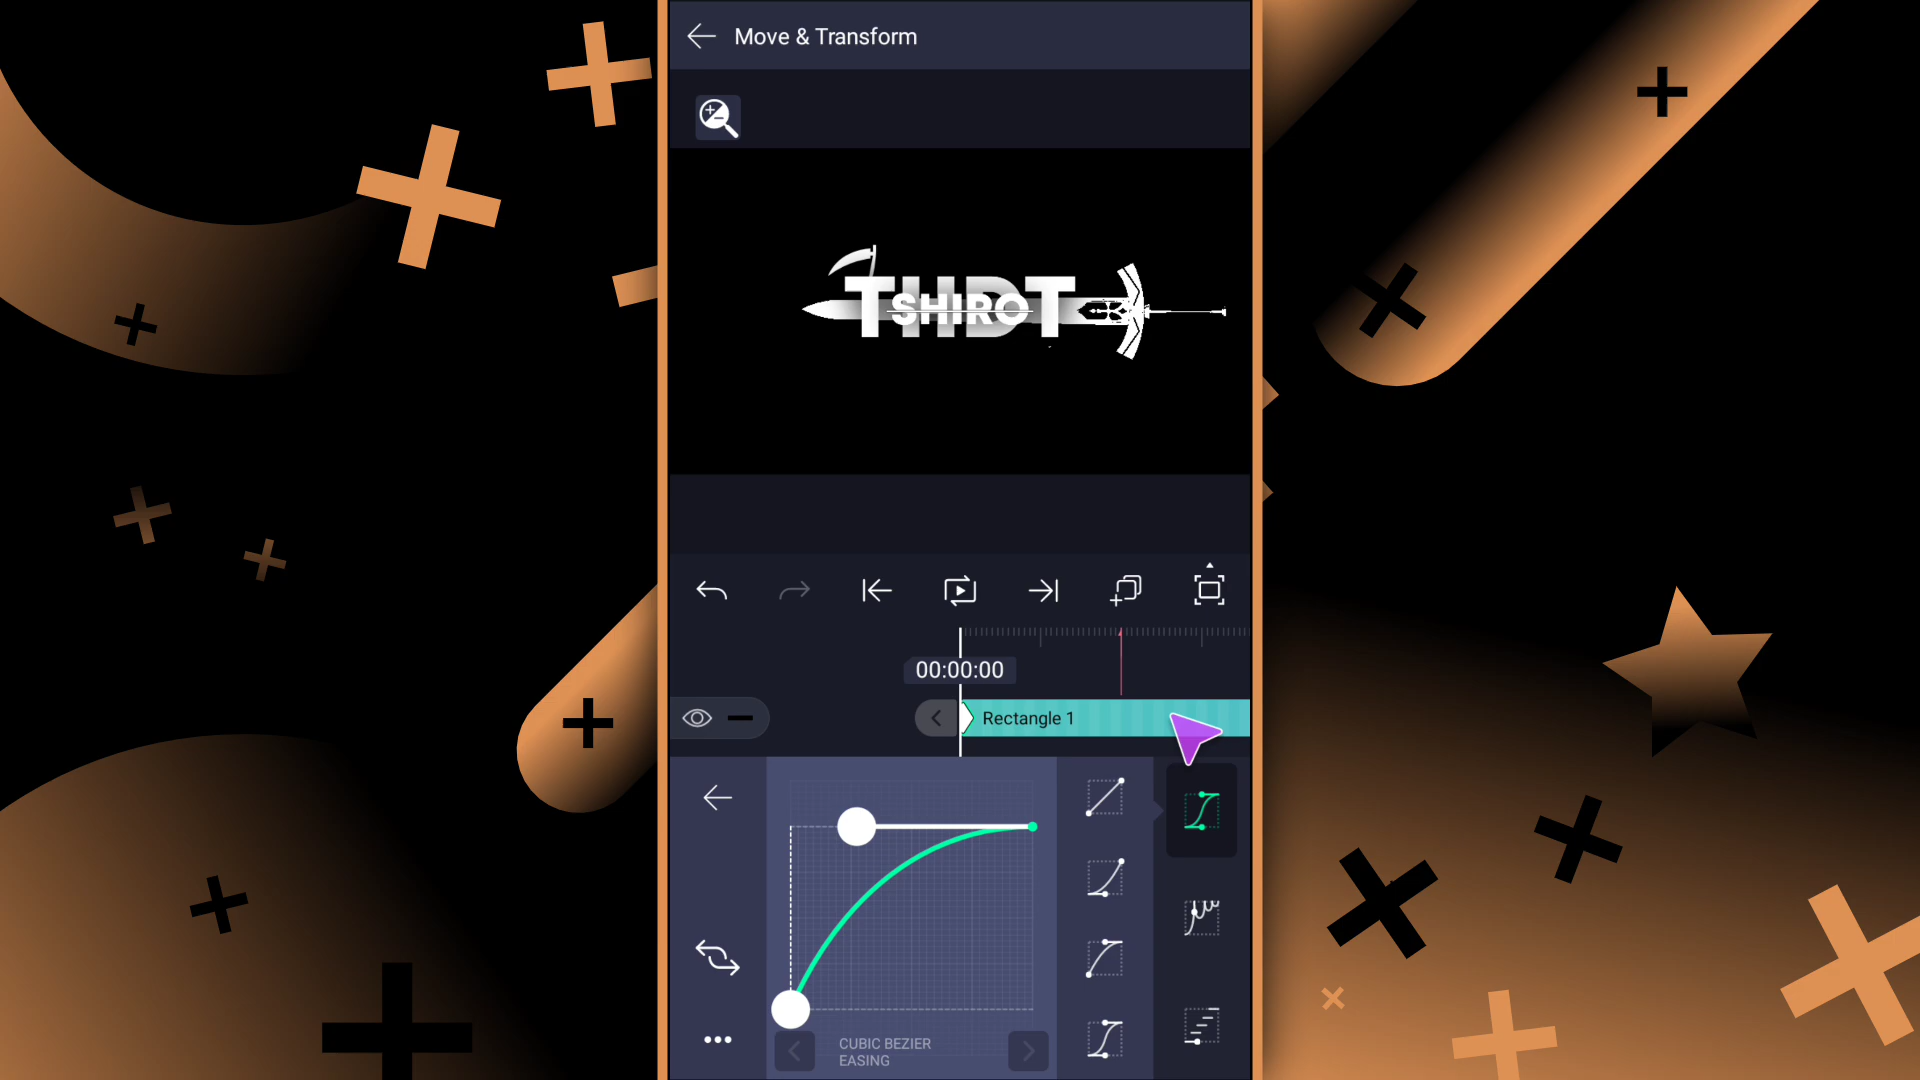 Move & Transform
THDT
SHIRO
00:00:00
Rectangle 1
CUBIC BEZIER
EASING